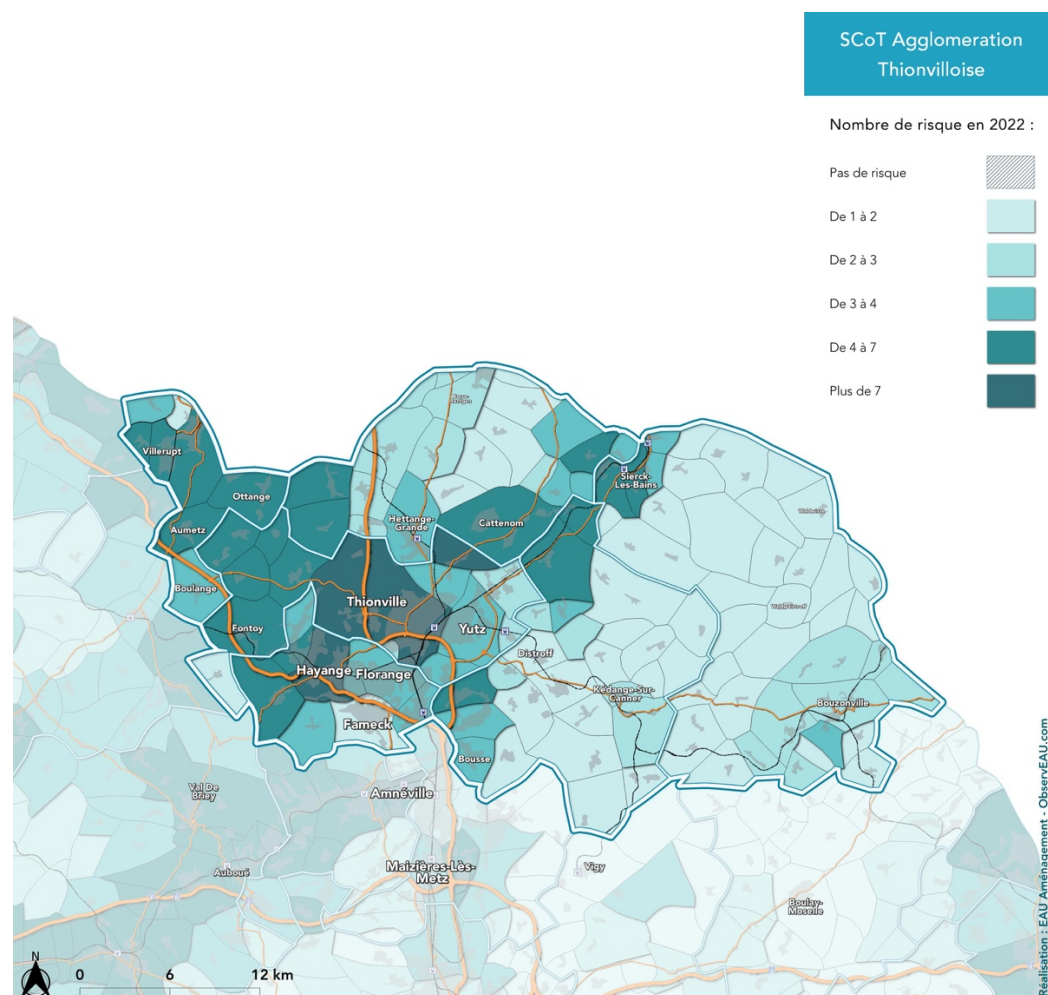 SCoT Agglomeration
Thionvilloise
Nombre de risque en 2022 :
Pas de risque
De 1 à 2
De 2 à 3
De 3 à 4
De 4 à 7
Plus de 7
Villerupt
Ottange
Aumetz
Boulange
Fontoy
Hettange-
Grande
Cattenom
Sierck-
Les-Bains
Thionville
Yutz
Distroff
Hayange
Florange
Kédange-Sur-
Canner
Bouzonville
Fameck
Bousse
Val De
Briey
Amnéville
Auboué
Maizières-Lès-
Metz
Vigy
Boulay-
Moselle
N
0 6 12 km
Réalisation : EAU Aménagement - ObservEAU.com